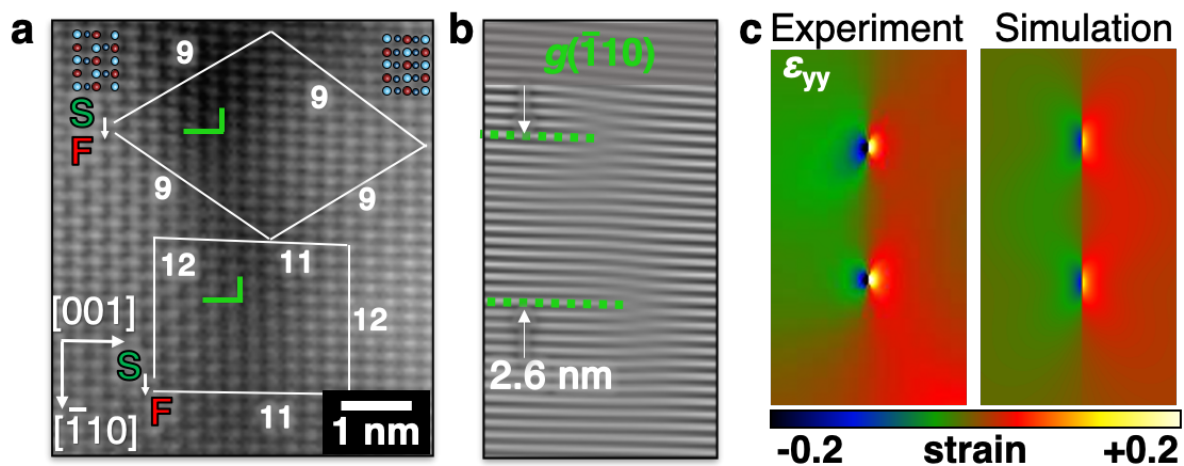 a
9
9
S
F
9
9
12
11
[001]
12
S
F
[1̅10]
11
1 nm
b
g(1̅10)
2.6 nm
c Experiment Simulation
εyy
-0.2 strain +0.2